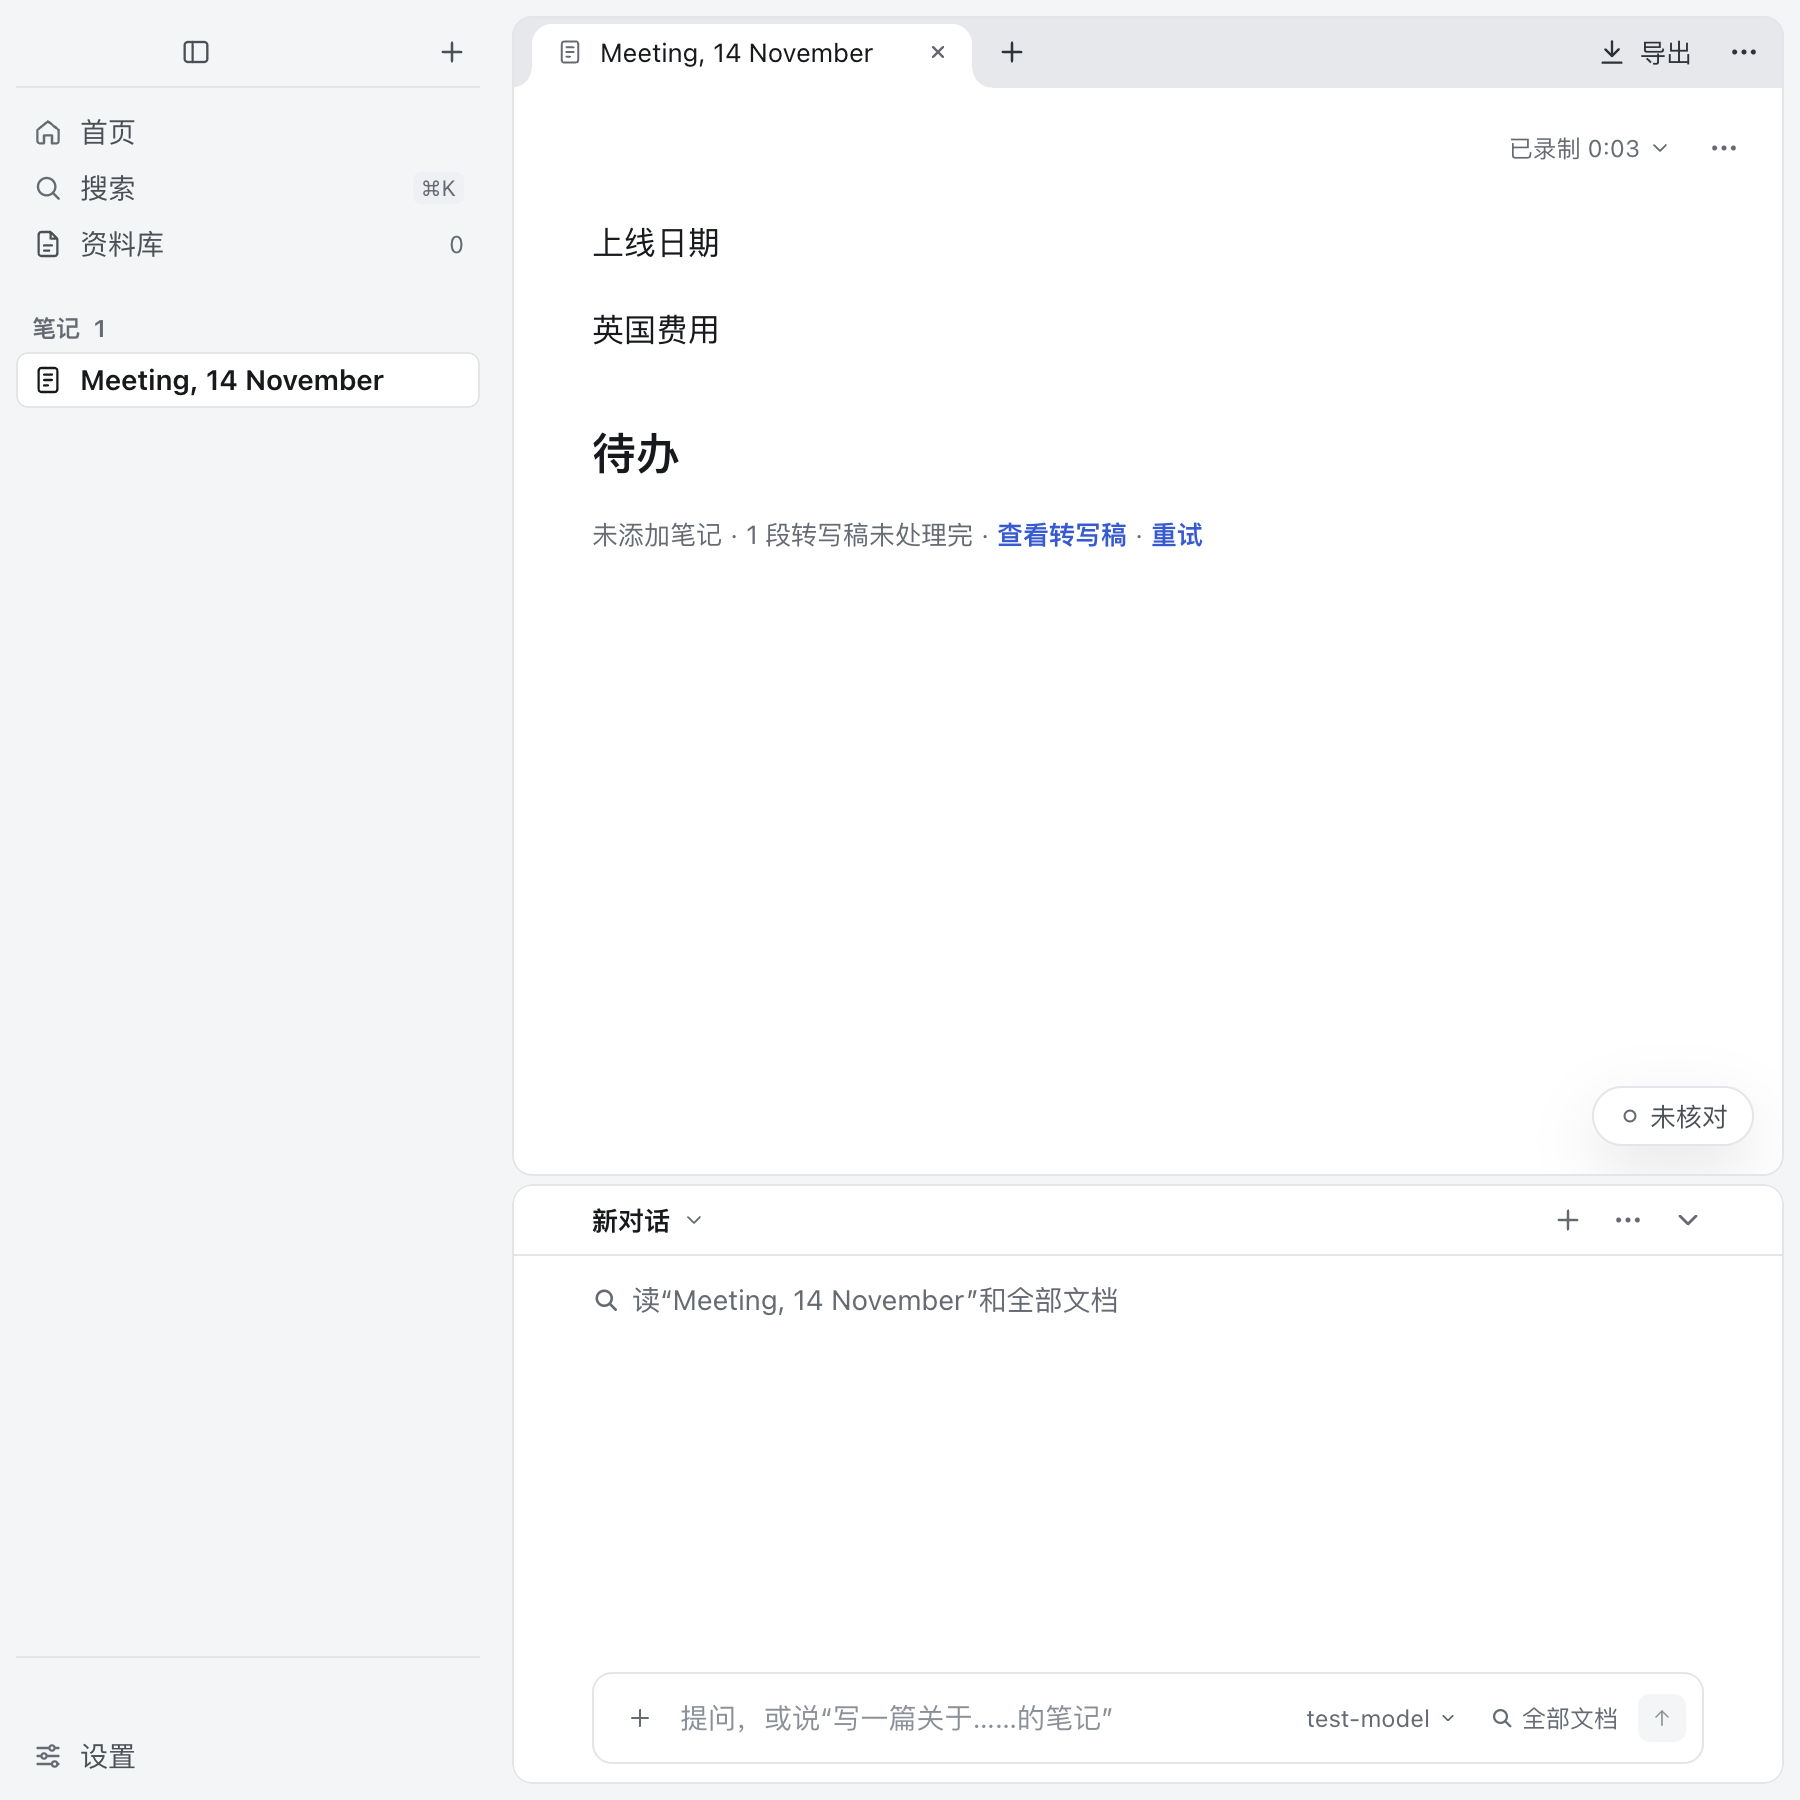 首页
搜索 ⌘K
资料库 0
笔记 1
Meeting, 14 November
设置
Meeting, 14 November
导出
已录制 0:03
上线日期
英国费用
待办
未添加笔记 · 1 段转写稿未处理完 · 查看转写稿 · 重试
未核对
新对话
读“Meeting, 14 November”和全部文档
提问，或说“写一篇关于……的笔记” test-model 全部文档